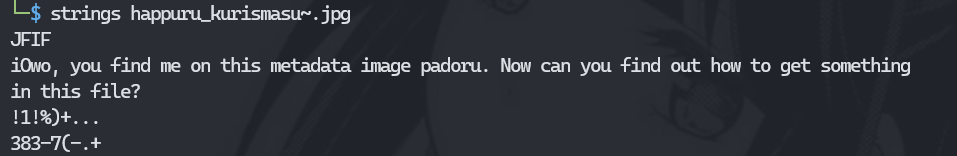 └─$ strings happuru_kurismasu~.jpg
JFIF
iOwo, you find me on this metadata image padoru. Now can you find out how to get something
in this file?
!1!%)+...
383-7(-.+